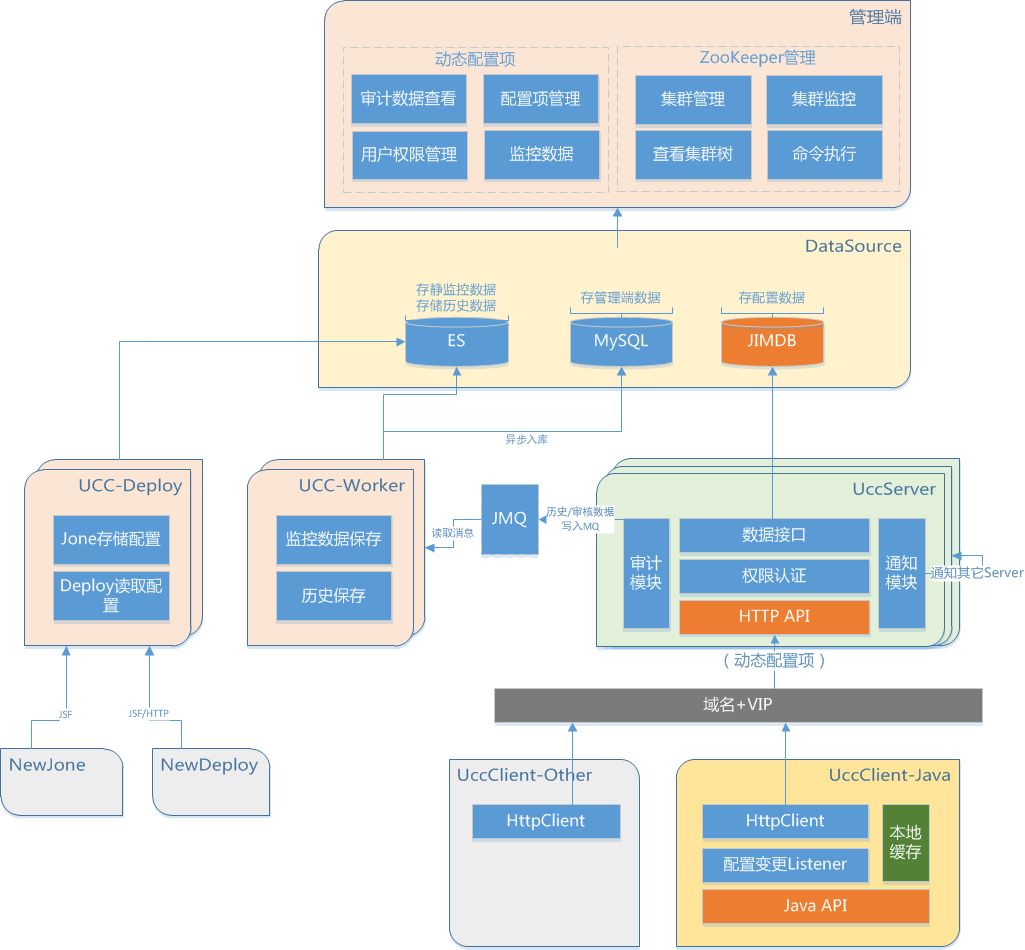 管理端
动态配置项
ZooKeeper管理
审计数据查看
配置项管理
集群管理
集群监控
用户权限管理
监控数据
查看集群树
命令执行
DataSource
存静监控数据
存储历史数据
存管理端数据
存配置数据
ES
MySQL
JIMDB
异步入库
UCC-Deploy
Jone存储配置
Deploy读取配
置
UCC-Worker
监控数据保存
历史保存
读取消息
JMQ
历史/审核数据
写入MQ
UccServer
审计
模块
数据接口
权限认证
HTTP API
通知
模块
通知其它Server
（动态配置项）
域名+VIP
JSF
JSF/HTTP
NewJone
NewDeploy
UccClient-Other
HttpClient
UccClient-Java
HttpClient
本地
缓存
配置变更Listener
Java API